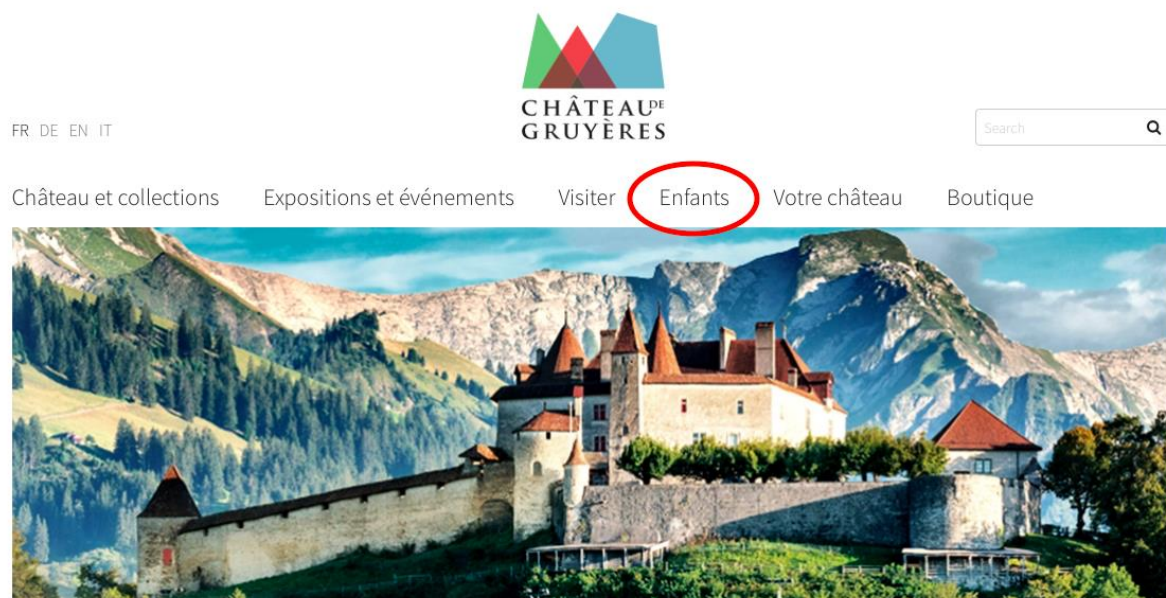 CHÂTEAU DE
GRUYÈRES
FR DE EN IT
Search
Château et collections Expositions et événements Visiter Enfants Votre château Boutique